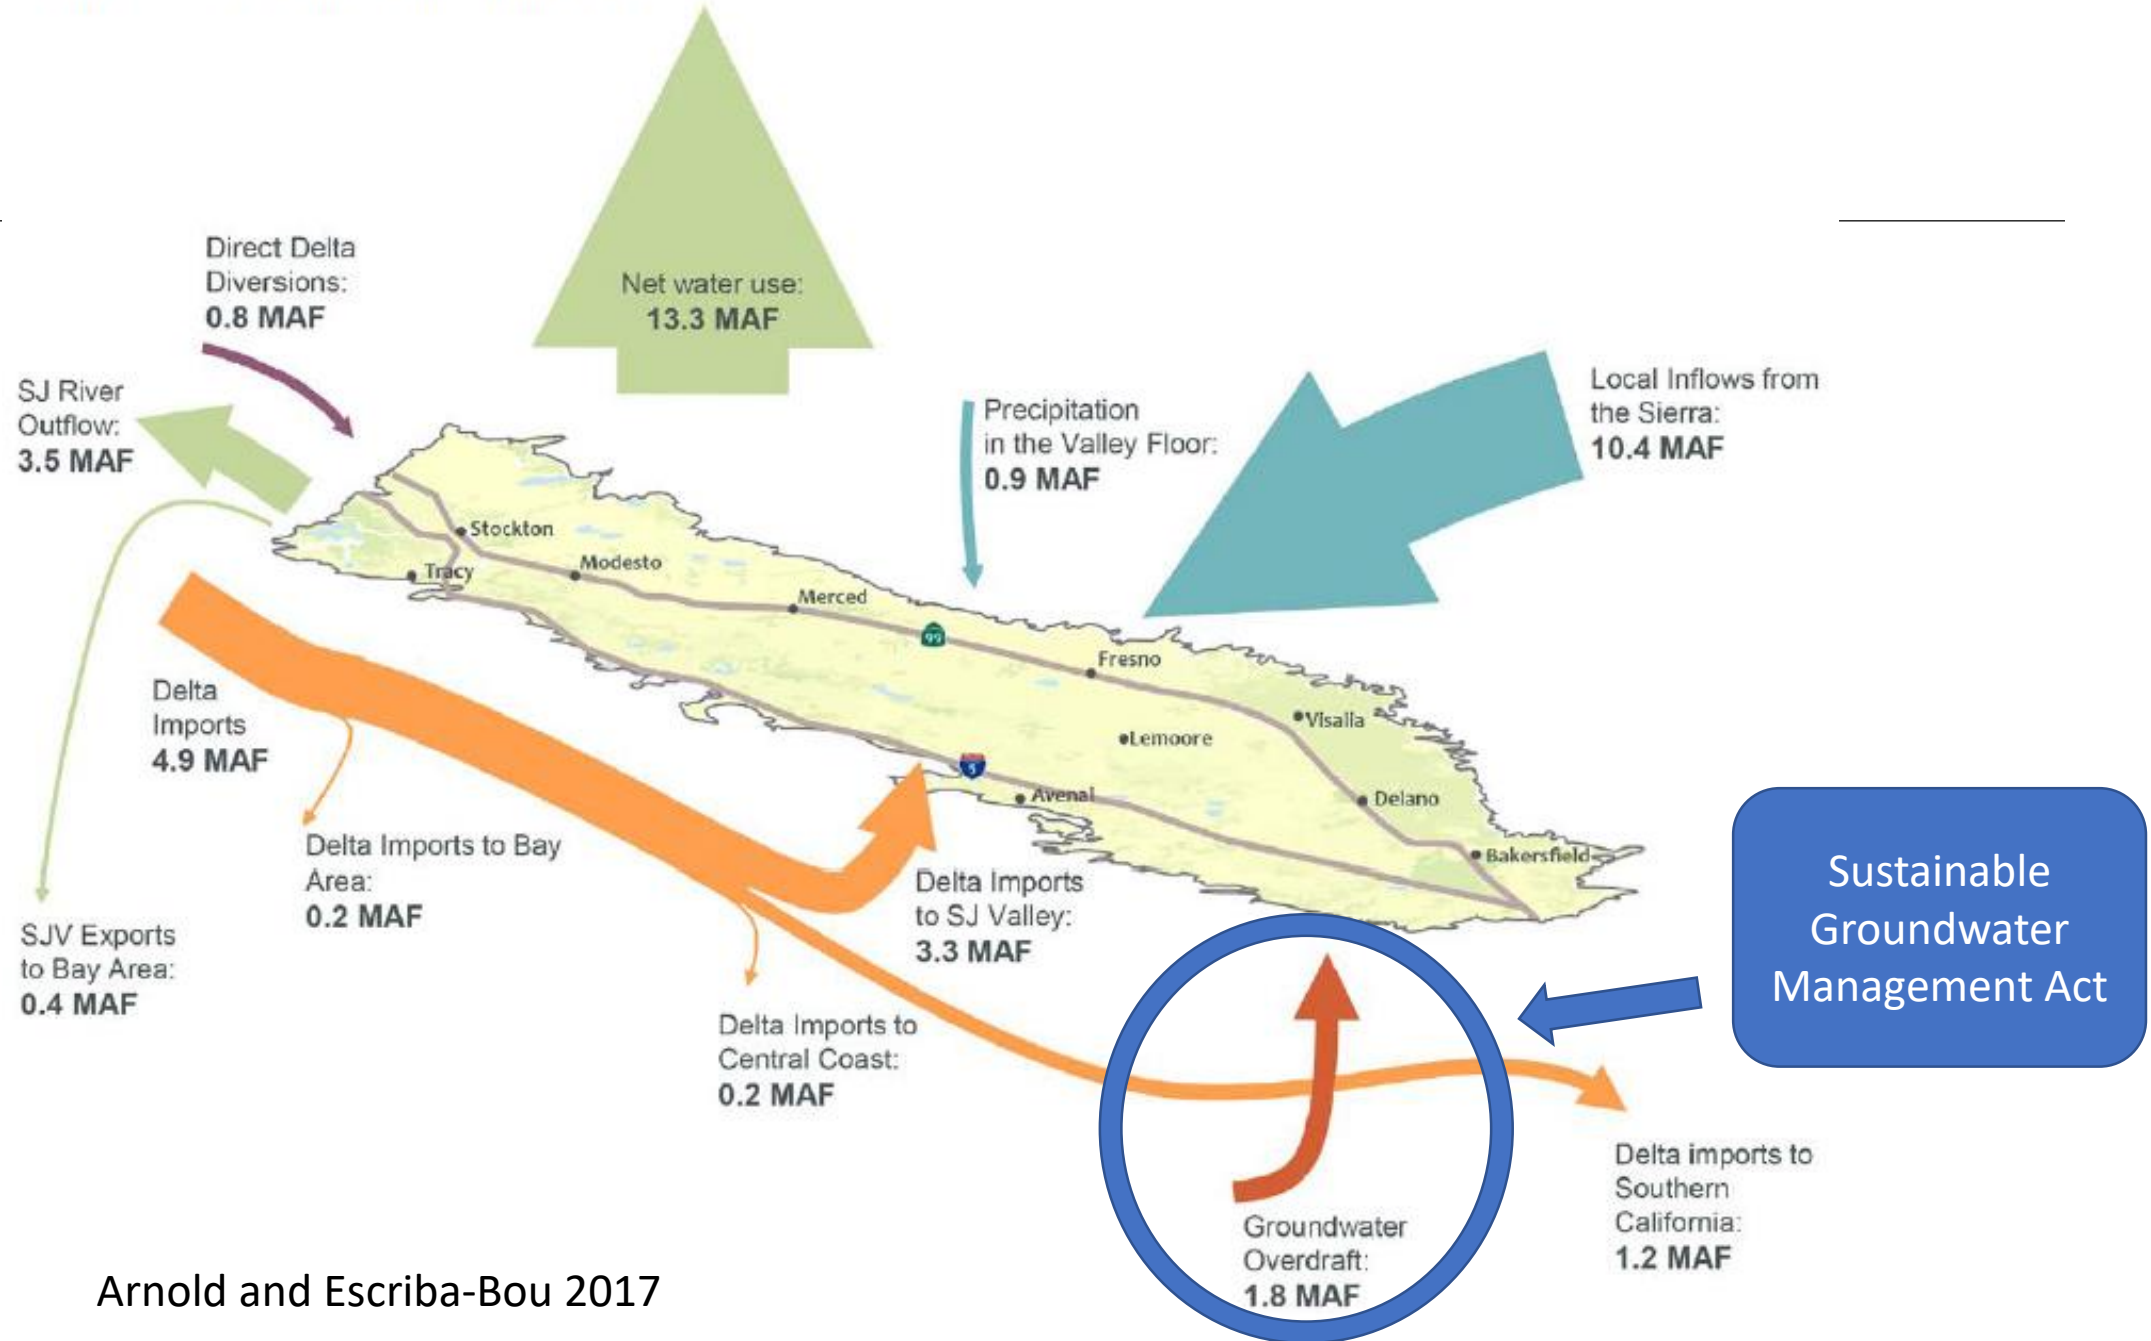 Direct Delta
Diversions:
0.8 MAF
Net water use:
13.3 MAF
SJ River
Outflow:
3.5 MAF
Precipitation
in the Valley Floor:
0.9 MAF
Local Inflows from
the Sierra:
10.4 MAF
Stockton
Tracy
Modesto
Merced
99
Fresno
Visalia
Lemoore
5
Avenal
Delano
Bakersfield
Delta
Imports
4.9 MAF
Delta Imports to Bay
Area:
0.2 MAF
Delta Imports
to SJ Valley:
3.3 MAF
SJV Exports
to Bay Area:
0.4 MAF
Delta Imports to
Central Coast:
0.2 MAF
Sustainable
Groundwater
Management Act
Groundwater
Overdraft:
1.8 MAF
Delta imports to
Southern
California:
1.2 MAF
Arnold and Escriba-Bou 2017